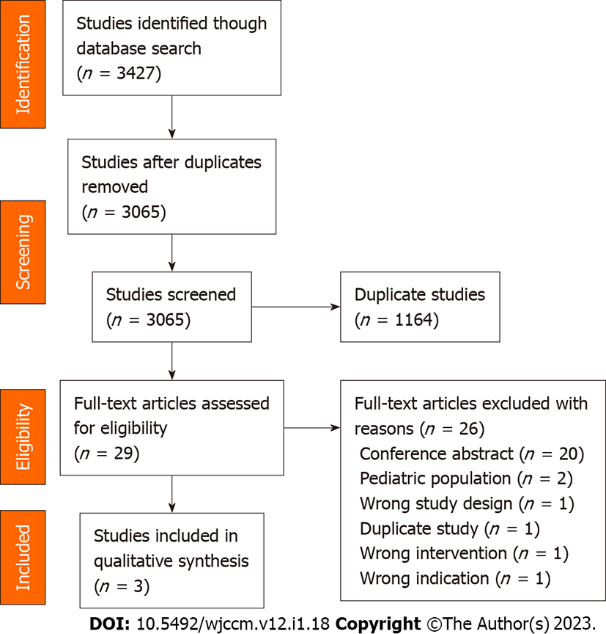 Identification
Studies identified though
database search
(n = 3427)
Studies after duplicates
removed
(n = 3065)
Screening
Studies screened
(n = 3065)
Duplicate studies
(n = 1164)
Eligibility
Full-text articles assessed
for eligibility
(n = 29)
Full-text articles excluded with
reasons (n = 26)
Conference abstract (n = 20)
Pediatric population (n = 2)
Wrong study design (n = 1)
Duplicate study (n = 1)
Wrong intervention (n = 1)
Wrong indication (n = 1)
Included
Studies included in
qualitative synthesis
(n = 3)
DOI: 10.5492/wjccm.v12.i1.18 Copyright ©The Author(s) 2023.